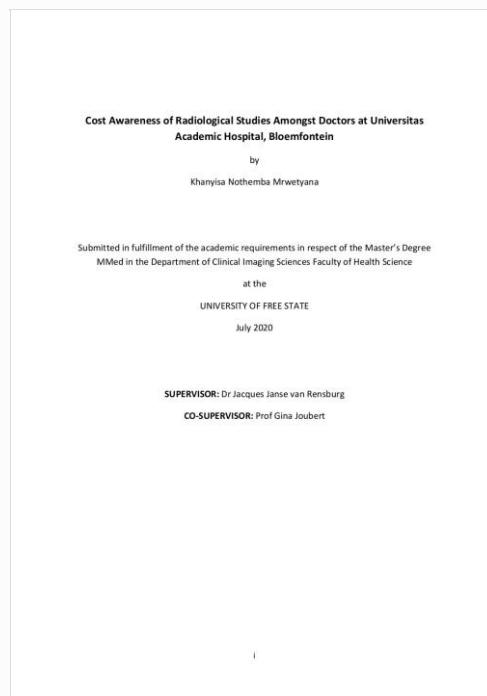 Cost Awareness of Radiological Studies Amongst Doctors at Universitas
Academic Hospital, Bloemfontein
by
Khanyisa Nothemba Mrwetyana
Submitted in fulfillment of the academic requirements in respect of the Master's Degree
MMed in the Department of Clinical Imaging Sciences Faculty of Health Science
at the
UNIVERSITY OF FREE STATE
July 2020
SUPERVISOR: Dr Jacques Janse van Rensburg
CO-SUPERVISOR: Prof Gina Joubert
i